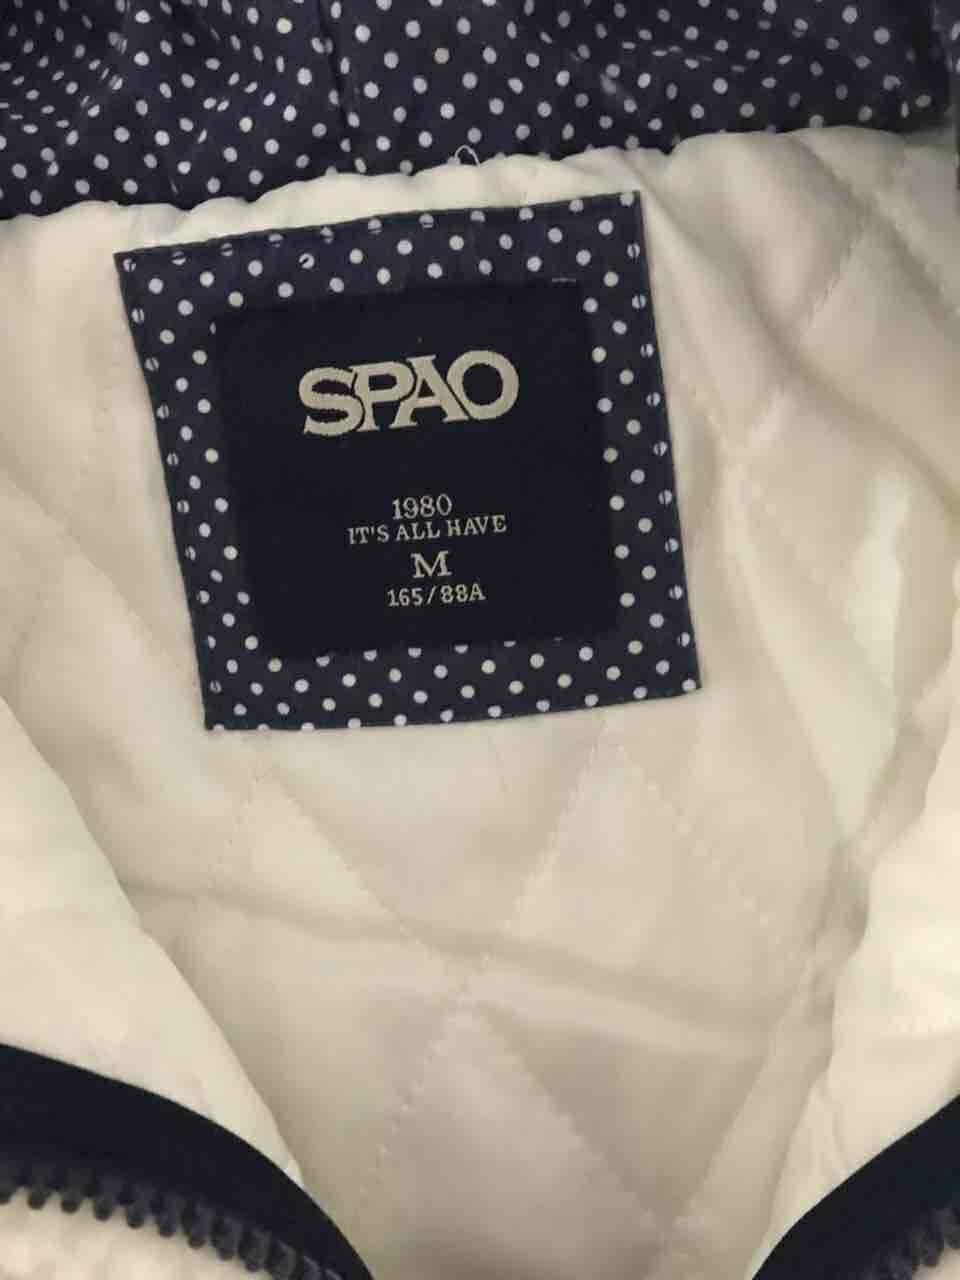 SPAO
1980
IT'S ALL HAVE
M
165/88A